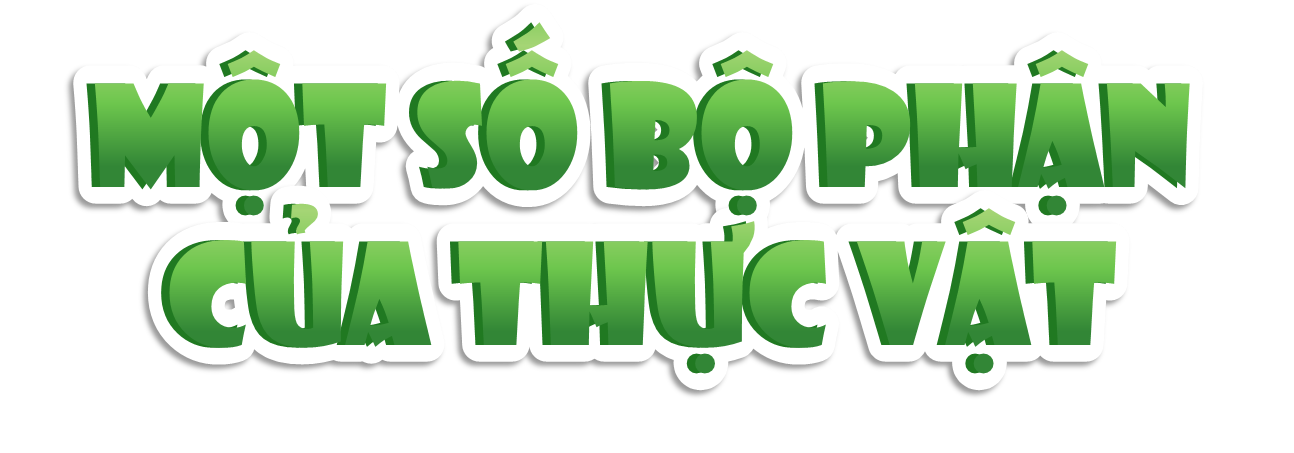 MỘT SỐ BỘ PHẬN
CỦA THỰC VẬT